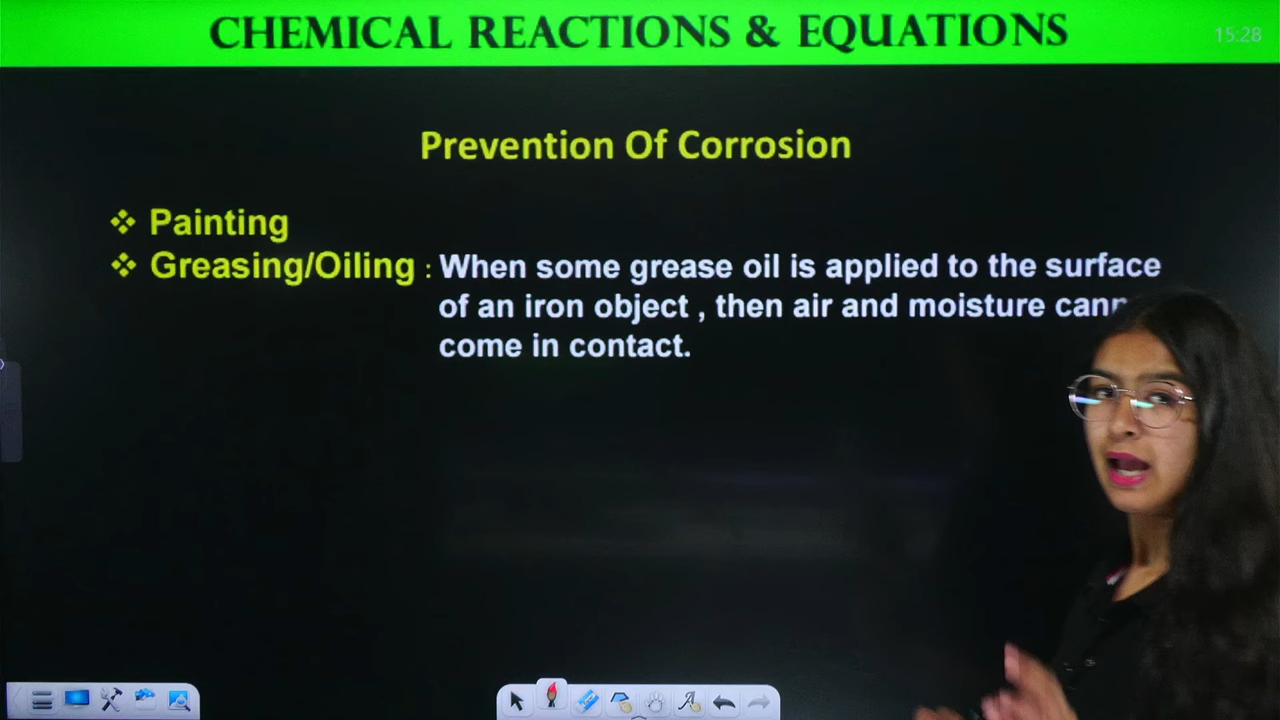 CHEMICAL REACTIONS & EQUATIONS
15:28
Prevention Of Corrosion
❖ Painting
❖ Greasing/Oiling : When some grease oil is applied to the surface
of an iron object , then air and moisture
come in contact.